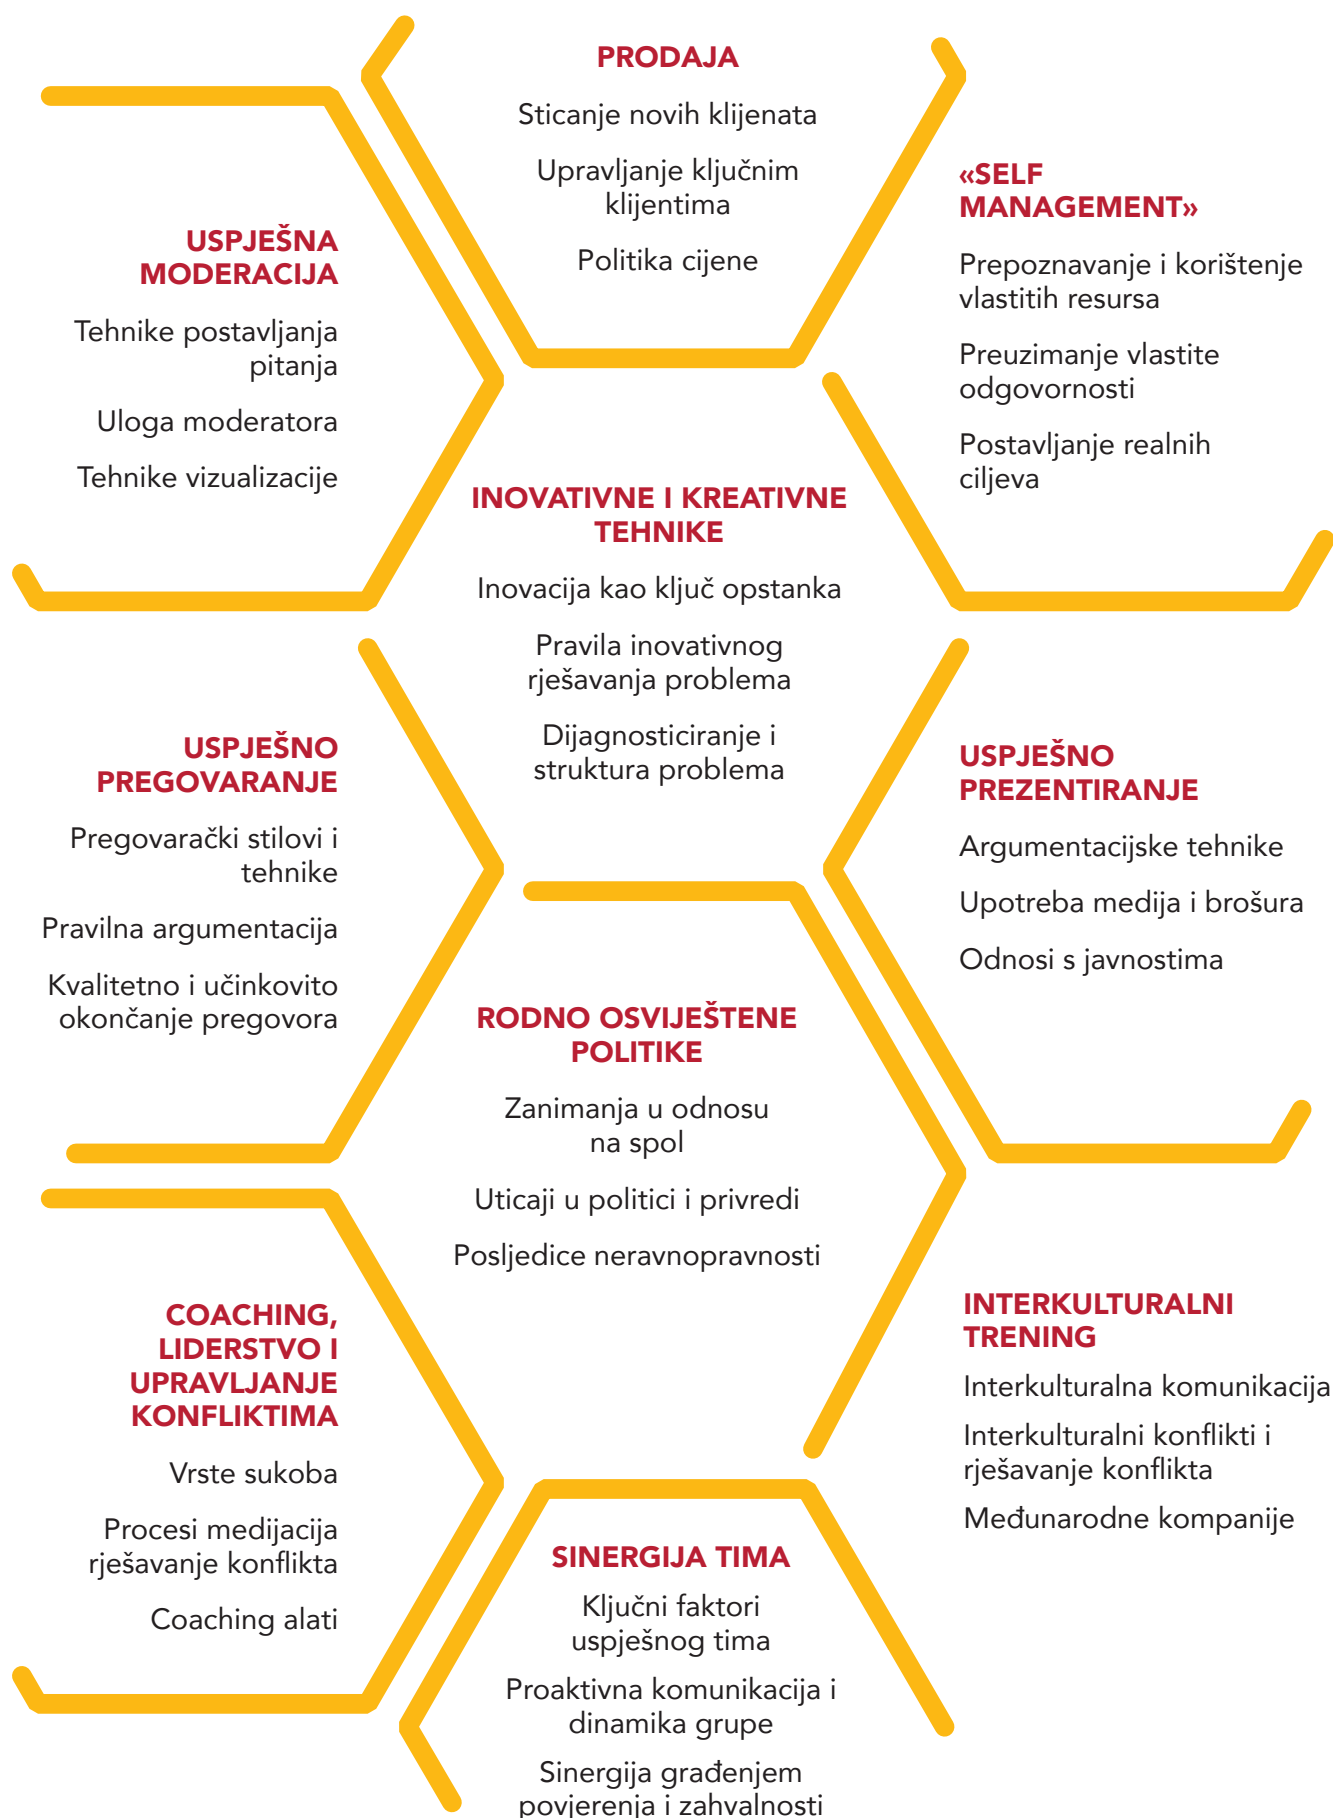 PRODAJA
Sticanje novih klijenata
Upravljanje ključnim
klijentima
Politika cijene
«SELF
MANAGEMENT»
Prepoznavanje i korištenje
vlastitih resursa
Preuzimanje vlastite
odgovornosti
Postavljanje realnih
ciljeva
USPJEŠNA
MODERACIJA
Tehnike postavljanja
pitanja
Uloga moderatora
Tehnike vizualizacije
INOVATIVNE I KREATIVNE
TEHNIKE
Inovacija kao ključ opstanka
Pravila inovativnog
rješavanja problema
Dijagnosticiranje i
struktura problema
USPJEŠNO
PREGOVARANJE
Pregovarački stilovi i
tehnike
Pravilna argumentacija
Kvalitetno i učinkovito
okončanje pregovora
USPJEŠNO
PREZENTIRANJE
Argumentacijske tehnike
Upotreba medija i brošura
Odnosi s javnostima
RODNO OSVIJEŠTENE
POLITIKE
Zanimanja u odnosu
na spol
Uticaji u politici i privredi
Posljedice neravnopravnosti
COACHING,
LIDERSTVO I
UPRAVLJANJE
KONFLIKTIMA
Vrste sukoba
Procesi medijacija
rješavanje konflikta
Coaching alati
INTERKULTURALNI
TRENING
Interkulturalna komunikacija
Interkulturalni konflikti i
rješavanje konflikta
Međunarodne kompanije
SINERGIJA TIMA
Ključni faktori
uspješnog tima
Proaktivna komunikacija i
dinamika grupe
Sinergija građenjem
povjerenja i zahvalnosti